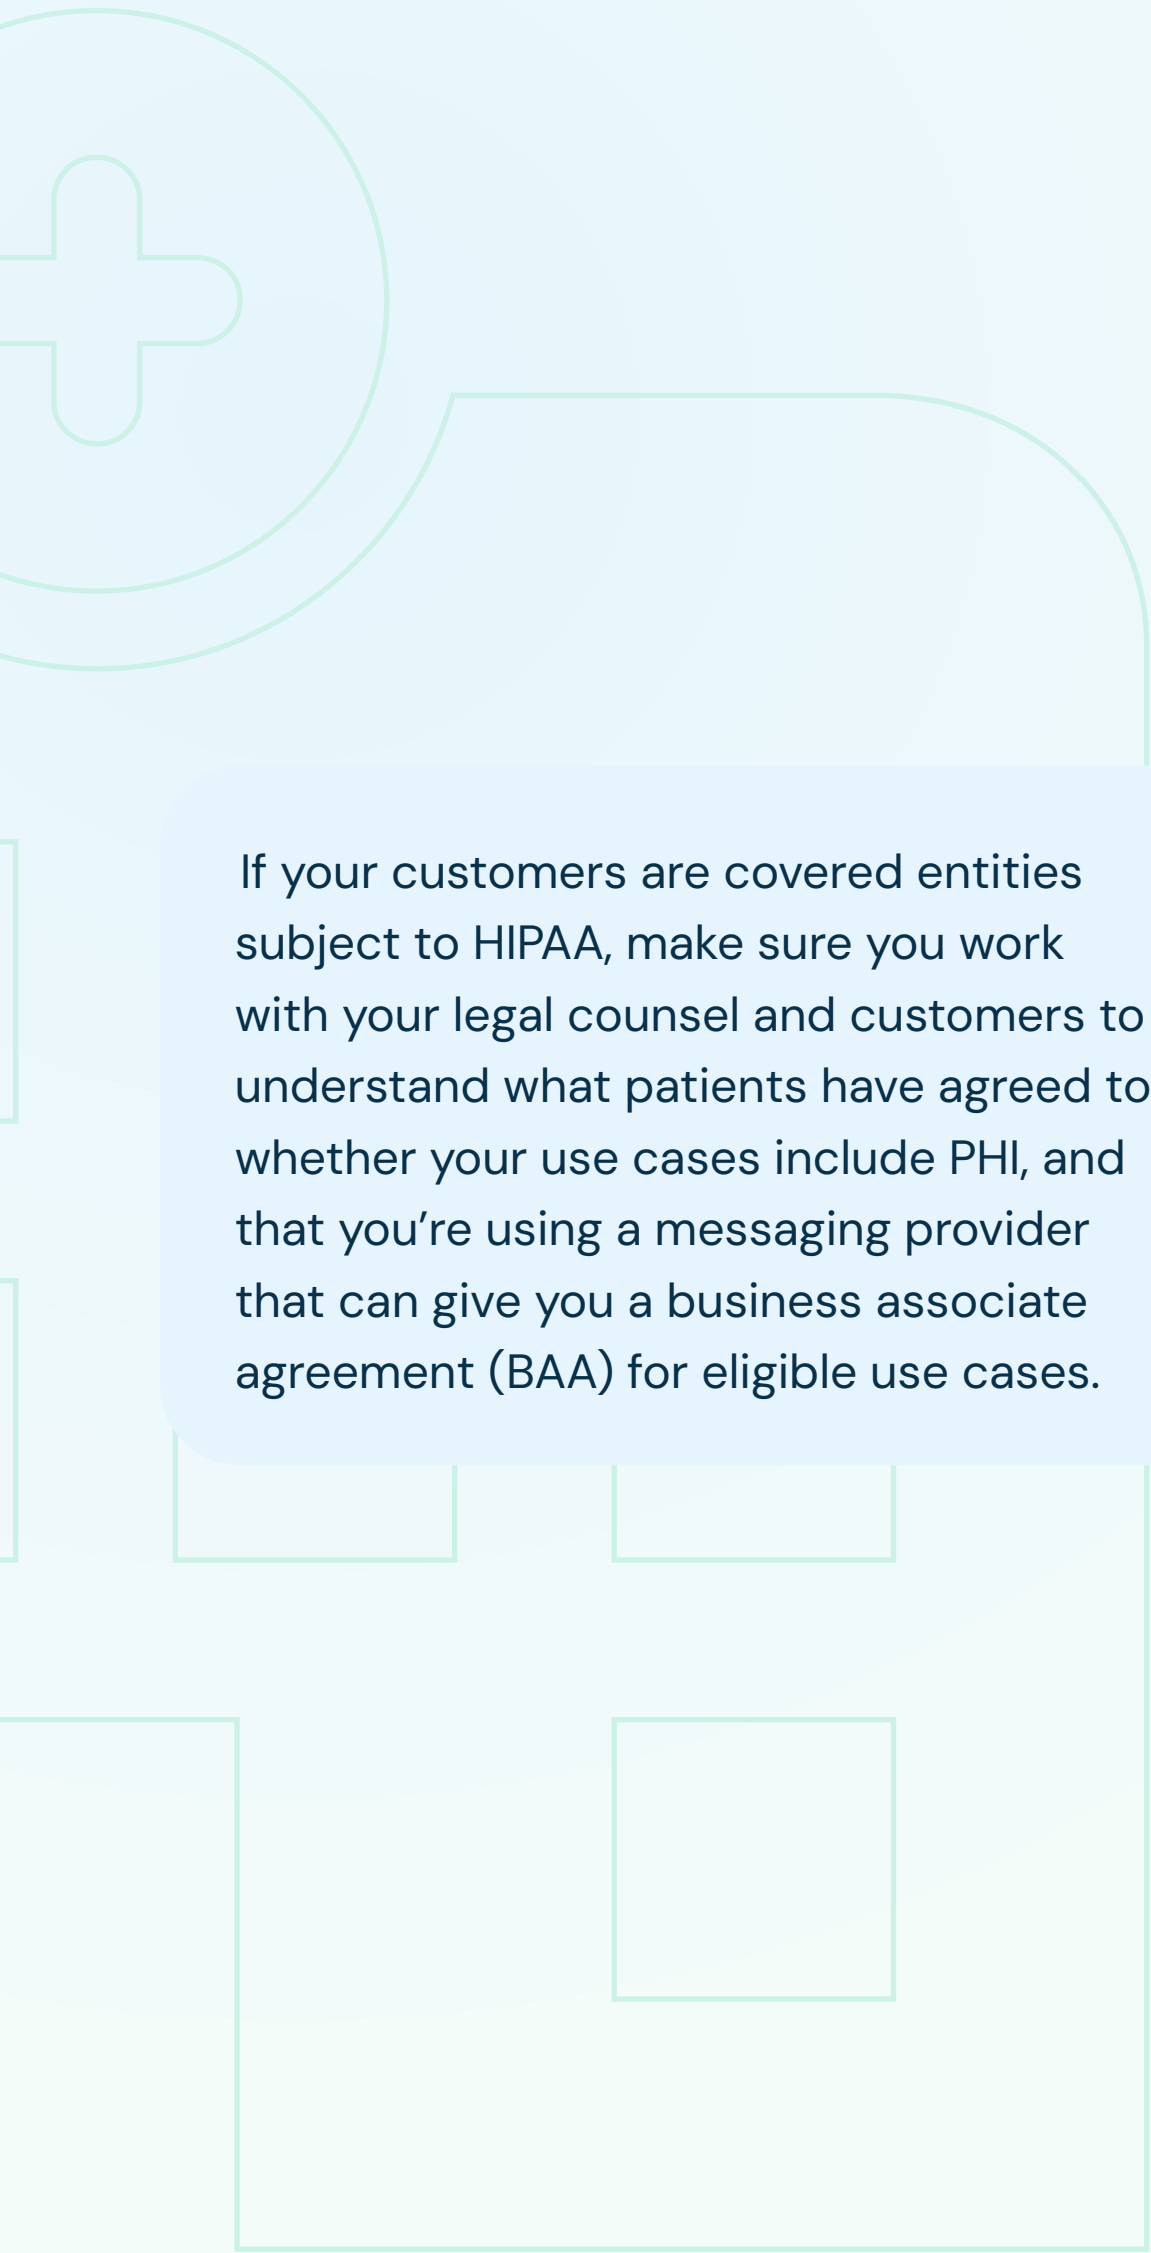 If your customers are covered entities
subject to HIPAA, make sure you work
with your legal counsel and customers to
understand what patients have agreed to
whether your use cases include PHI, and
that you’re using a messaging provider
that can give you a business associate
agreement (BAA) for eligible use cases.